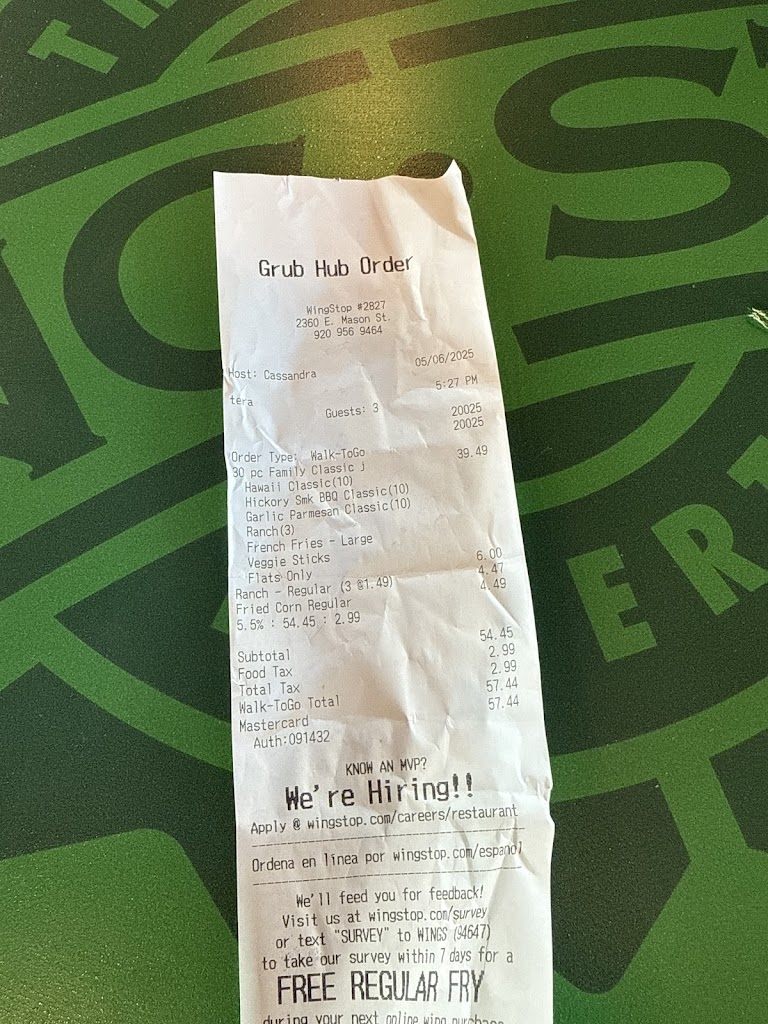 Grub Hub Order
WingStop #2827
2360 E. Mason St.
920 956 9464
05/06/2025
Host: Cassandra
5:27 PM
tera
Guests: 3
20025
20025
Order Type: Walk-ToGo
30 pc Family Classic j 39.49
Hawaii Classic(10)
Hickory Smk BBQ Classic(10)
Garlic Parmesan Classic(10)
Ranch(3)
French Fries - Large
Veggie Sticks
Flats Only 6.00
Ranch - Regular (3 @1.49) 4.47
Fried Corn Regular 4.49
5.5% : 54.45 : 2.99
Subtotal 54.45
Food Tax 2.99
Total Tax 2.99
Walk-ToGo Total 57.44
Mastercard 57.44
Auth:091432
KNOW AN MVP?
We're Hiring!!
Apply @ wingstop.com/careers/restaurant
Ordena en línea por wingstop.com/espanol
We'll feed you for feedback!
Visit us at wingstop.com/survey
or text "SURVEY" to WINGS (94647)
to take our survey within 7 days for a
FREE REGULAR FRY
during your next online wing purchase